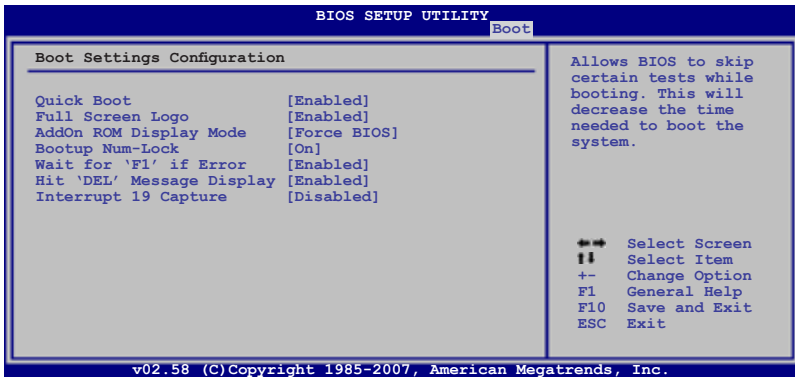 BIOS SETUP UTILITY
Boot
Boot Settings Configuration
Quick Boot [Enabled]
Full Screen Logo [Enabled]
AddOn ROM Display Mode [Force BIOS]
Bootup Num-Lock [On]
Wait for ‘F1’ if Error [Enabled]
Hit ‘DEL’ Message Display [Enabled]
Interrupt 19 Capture [Disabled]
Allows BIOS to skip
certain tests while
booting. This will
decrease the time
needed to boot the
system.
←→ Select Screen
↑↓ Select Item
+- Change Option
F1 General Help
F10 Save and Exit
ESC Exit
v02.58 (C)Copyright 1985-2007, American Megatrends, Inc.